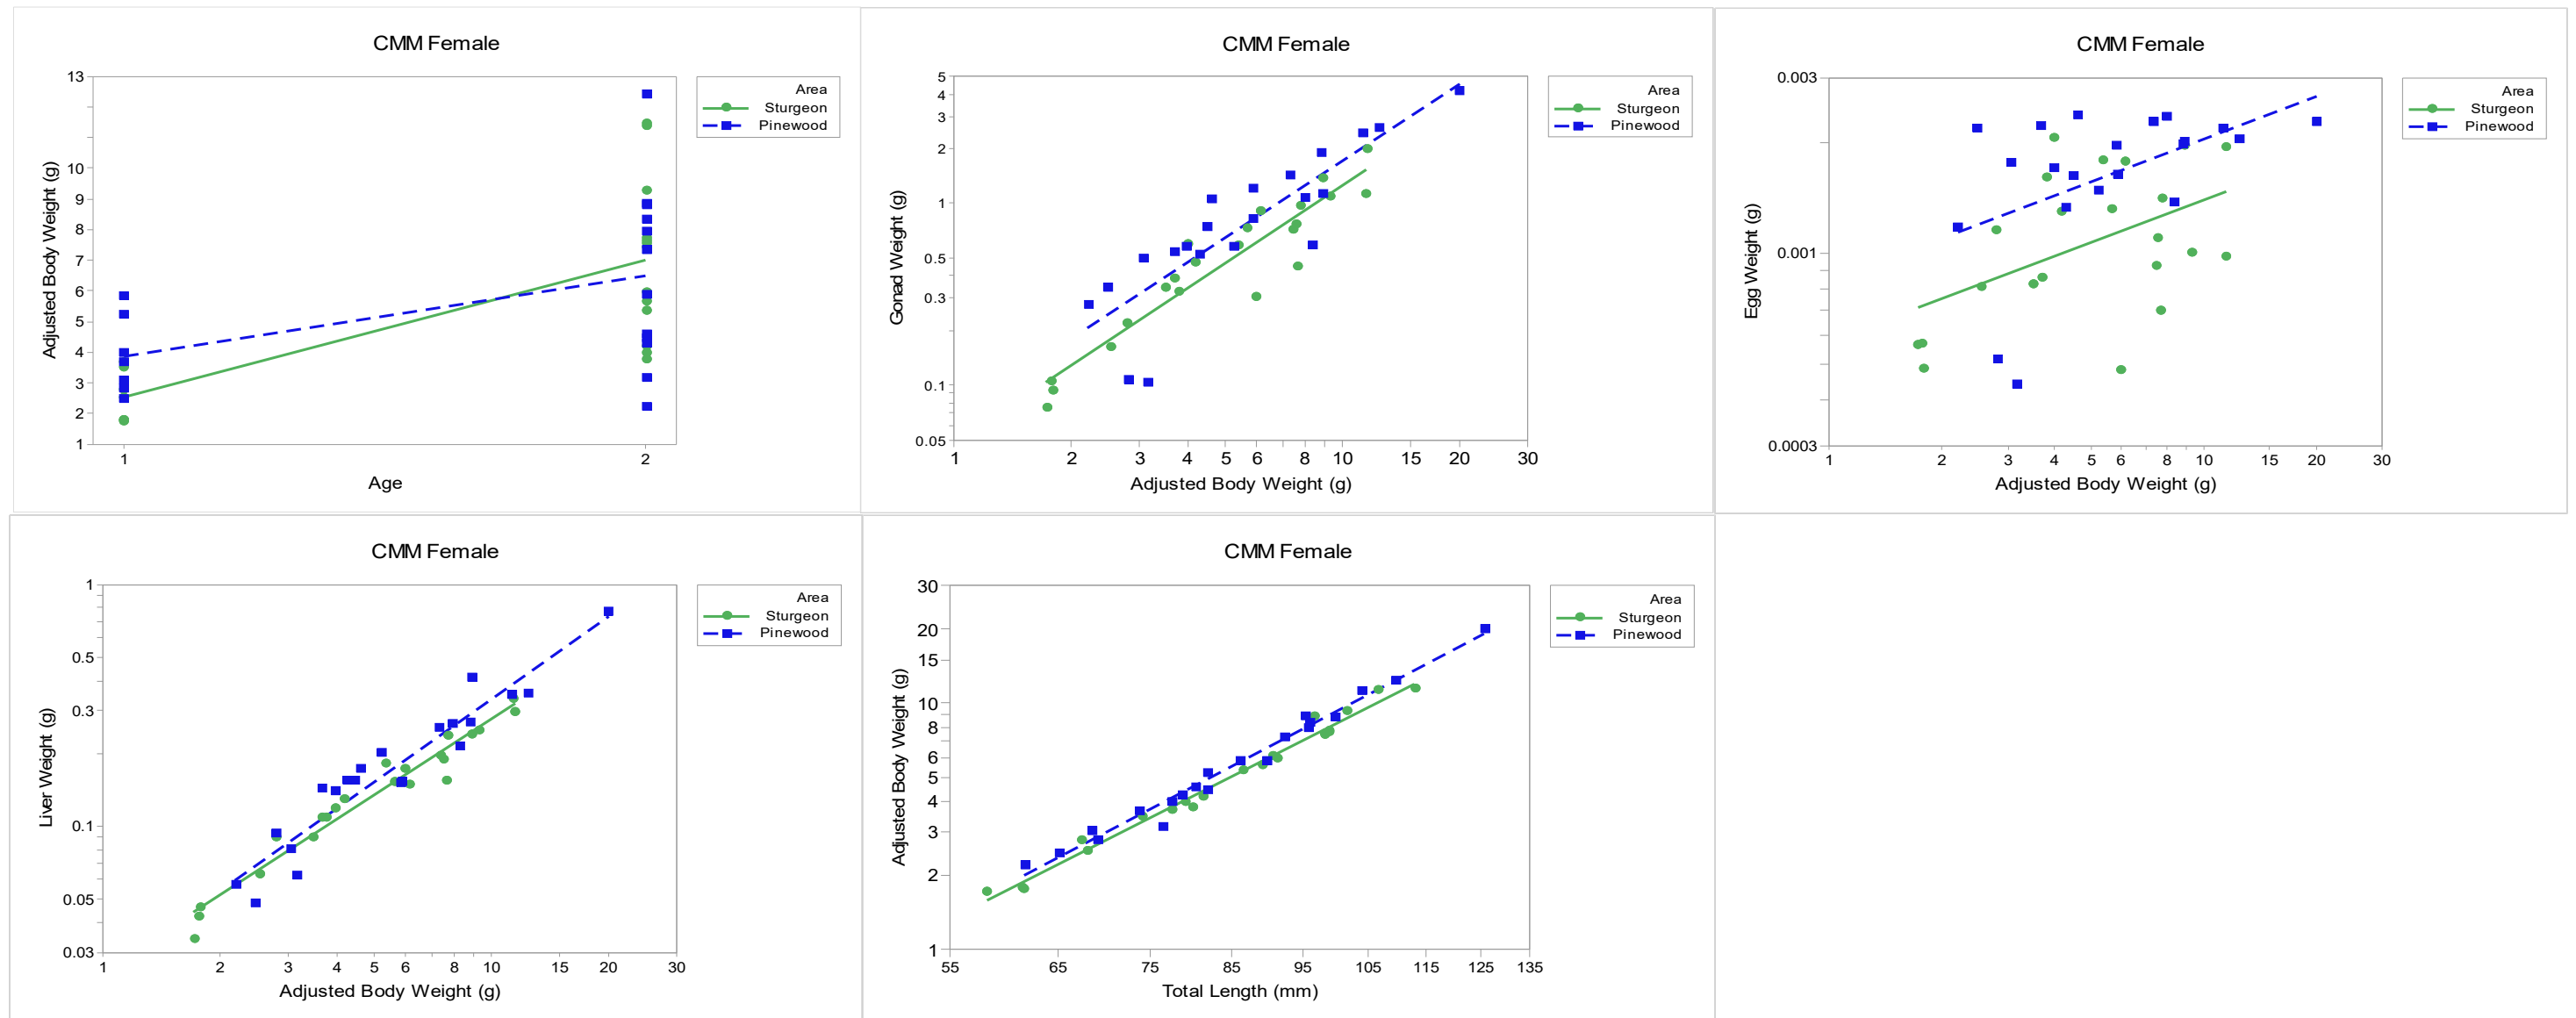 CMM Female
Adjusted Body Weight (g)
13
10
9
8
7
6
5
4
3
2
1
1 2
Age
Area
Sturgeon
Pinewood
CMM Female
Gonad Weight (g)
5
4
3
2
1
0.5
0.3
0.1
0.05
1 2 3 4 5 6 8 10 15 20 30
Adjusted Body Weight (g)
Area
Sturgeon
Pinewood
CMM Female
Egg Weight (g)
0.003
0.001
0.0003
1 2 3 4 5 6 8 10 15 20 30
Adjusted Body Weight (g)
Area
Sturgeon
Pinewood
CMM Female
Liver Weight (g)
1
0.5
0.3
0.1
0.05
0.03
1 2 3 4 5 6 8 10 15 20 30
Adjusted Body Weight (g)
Area
Sturgeon
Pinewood
CMM Female
Adjusted Body Weight (g)
30
20
15
10
8
6
5
4
3
2
1
55 65 75 85 95 105 115 125 135
Total Length (mm)
Area
Sturgeon
Pinewood